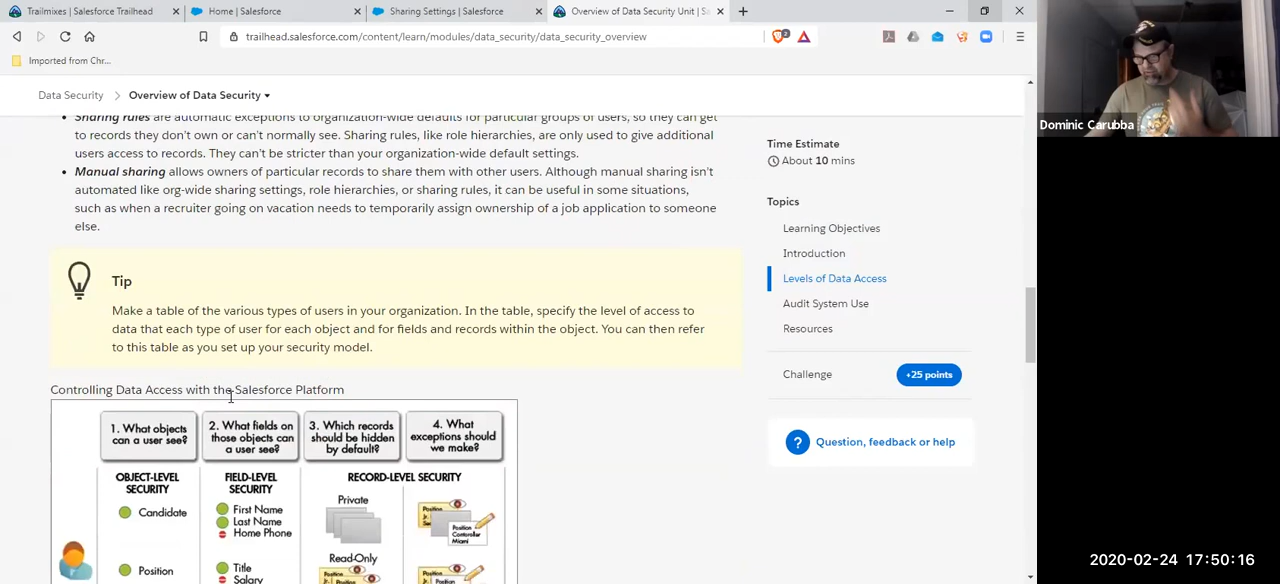 Trailmixes | Salesforce Trailhead
Home | Salesforce
Sharing Settings | Salesforce
Overview of Data Security Unit | Sa
trailhead.salesforce.com/content/learn/modules/data_security/data_security_overview
2
Imported from Chr...
Data Security > Overview of Data Security
Sharing rules are automatic exceptions to organization-wide defaults for particular groups of users, so they can get
to records they don't own or can't normally see. Sharing rules, like role hierarchies, are only used to give additional
users access to records. They can't be stricter than your organization-wide default settings.
• Manual sharing allows owners of particular records to share them with other users. Although manual sharing isn't
automated like org-wide sharing settings, role hierarchies, or sharing rules, it can be useful in some situations,
such as when a recruiter going on vacation needs to temporarily assign ownership of a job application to someone
else.
Tip
Make a table of the various types of users in your organization. In the table, specify the level of access to
data that each type of user for each object and for fields and records within the object. You can then refer
to this table as you set up your security model.
Controlling Data Access with the Salesforce Platform
1. What objects
can a user see?
2. What fields on
those objects can
a user see?
3. Which records
should be hidden
by default?
4. What
exceptions should
we make?
OBJECT-LEVEL
SECURITY
FIELD-LEVEL
SECURITY
RECORD-LEVEL SECURITY
Candidate
First Name
Last Name
Home Phone
Private
Position
Position
Controller
Miami
Position
Title
Salary
Read-Only
Position
Position
Time Estimate
About 10 mins
Topics
Learning Objectives
Introduction
Levels of Data Access
Audit System Use
Resources
Challenge
+25 points
? Question, feedback or help
Dominic Carubba
2020-02-24 17:50:16